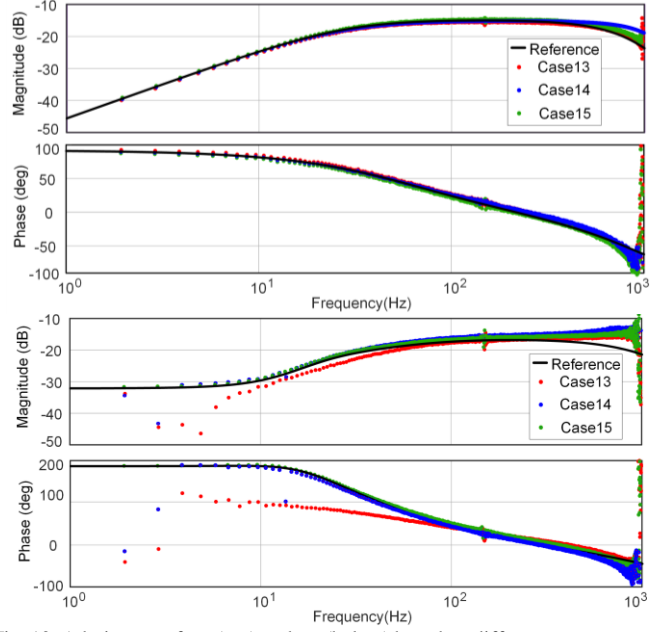 -10
-20
-30
-40
-50
Magnitude (dB)
Reference
Case13
Case14
Case15
100
50
0
-50
-100
Phase (deg)
10^0
10^1
10^2
10^3
Frequency(Hz)
-10
-20
-30
-40
-50
Magnitude (dB)
Reference
Case13
Case14
Case15
200
100
0
-100
Phase (deg)
10^0
10^1
10^2
10^3
Frequency(Hz)